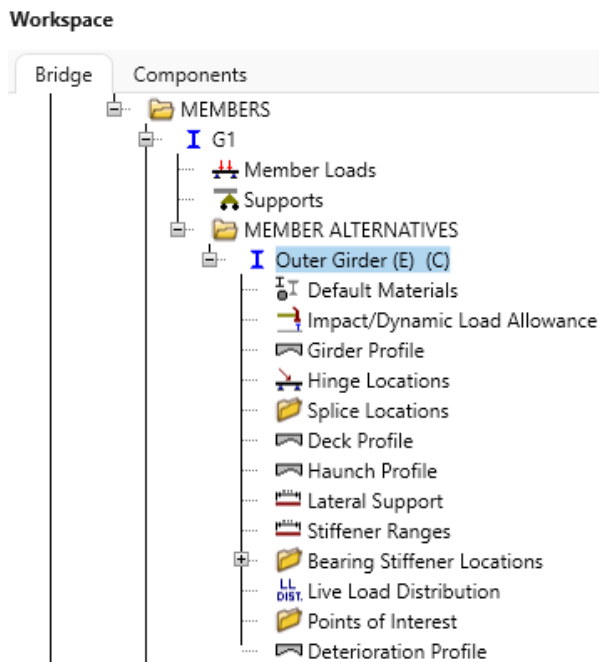 Workspace
Bridge Components
MEMBERS
G1
Member Loads
Supports
MEMBER ALTERNATIVES
Outer Girder (E) (C)
Default Materials
Impact/Dynamic Load Allowance
Girder Profile
Hinge Locations
Splice Locations
Deck Profile
Haunch Profile
Lateral Support
Stiffener Ranges
Bearing Stiffener Locations
LL DIST. Live Load Distribution
Points of Interest
Deterioration Profile